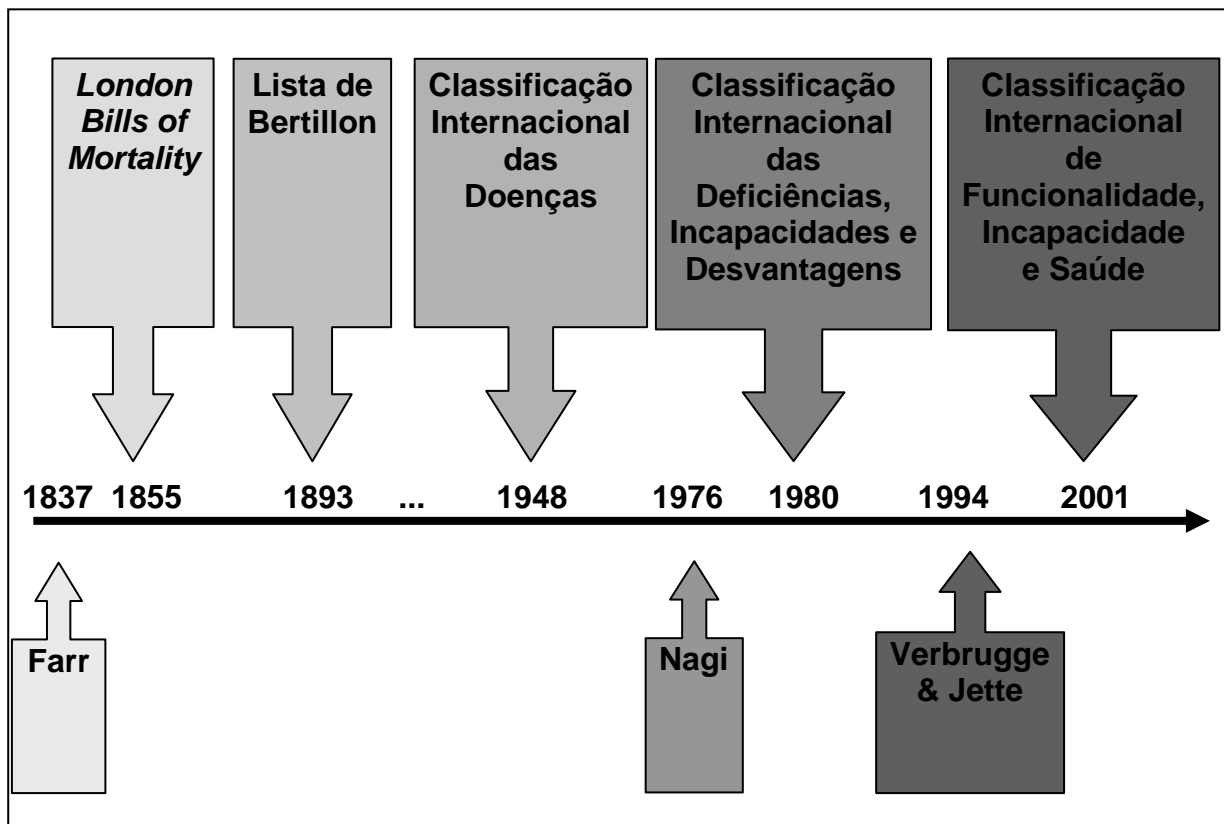 London
Bills of
Mortality
Lista de
Bertillon
Classificação
Internacional
das
Doenças
Classificação
Internacional
das
Deficiências,
Incapacidades e
Desvantagens
Classificação
Internacional
de
Funcionalidade,
Incapacidade
e Saúde
1837 1855 1893 ... 1948 1976 1980 1994 2001
Farr
Nagi
Verbrugge
& Jette